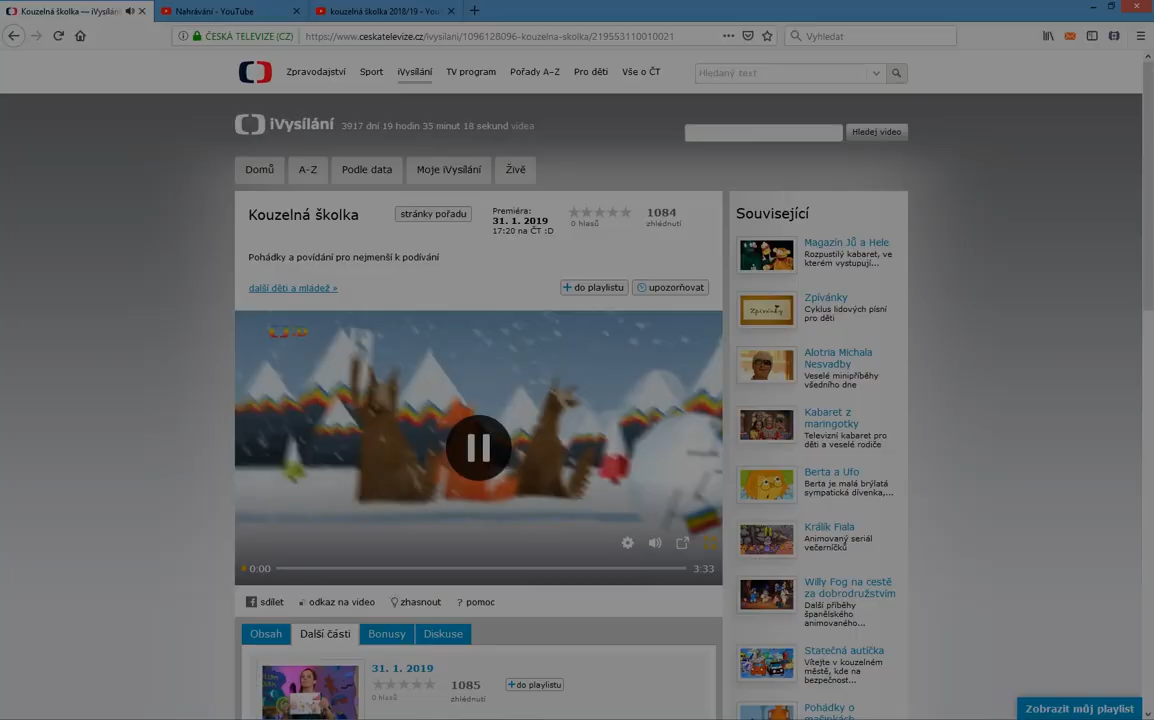 Kouzelná školka — iVysílán
Nahrávání - YouTube
kouzelná školka 2018/19 - You
ČESKÁ TELEVIZE (CZ)
https://www.ceskatelevize.cz/ivysilani/1096128096-kouzelna-skolka/219553110010021
Vyhledat
Zpravodajství
Sport
iVysílání
TV program
Pořady A–Z
Pro děti
Vše o ČT
Hledaný text
iVysílání
3917 dní 19 hodin 35 minut 18 sekund videa
Hledej video
Domů
A-Z
Podle data
Moje iVysílání
Živě
Kouzelná školka
stránky pořadu
Premiéra:
31. 1. 2019
17:20 na ČT :D
0 hlasů
1084
zhlédnutí
Pohádky a povídání pro nejmenší k podívání
další děti a mládež »
do playlistu
upozorňovat
0:00
3:33
sdílet
odkaz na video
zhasnout
? pomoc
Obsah
Další části
Bonusy
Diskuse
31. 1. 2019
0 hlasů
1085
zhlédnutí
do playlistu
Související
Magazín Jů a Hele
Rozpustilý kabaret, ve
kterém vystupují...
Zpívánky
Zpívánky
Cyklus lidových písní
pro děti
Alotria Michala
Nesvadby
Veselé minipříběhy
všedního dne
Kabaret z
maringotky
Televizní kabaret pro
děti a veselé rodiče
Berta a Ufo
Berta je malá brýlatá
sympatická dívenka,...
Králík Fiala
Animovaný seriál
večerníčků
Willy Fog na cestě
za dobrodružstvím
Další příběhy
španělského
animovaného...
Statečná autíčka
Vítejte v kouzelném
městě, kde na
bezpečnost...
Pohádky o
mašinkách
Zobrazit můj playlist